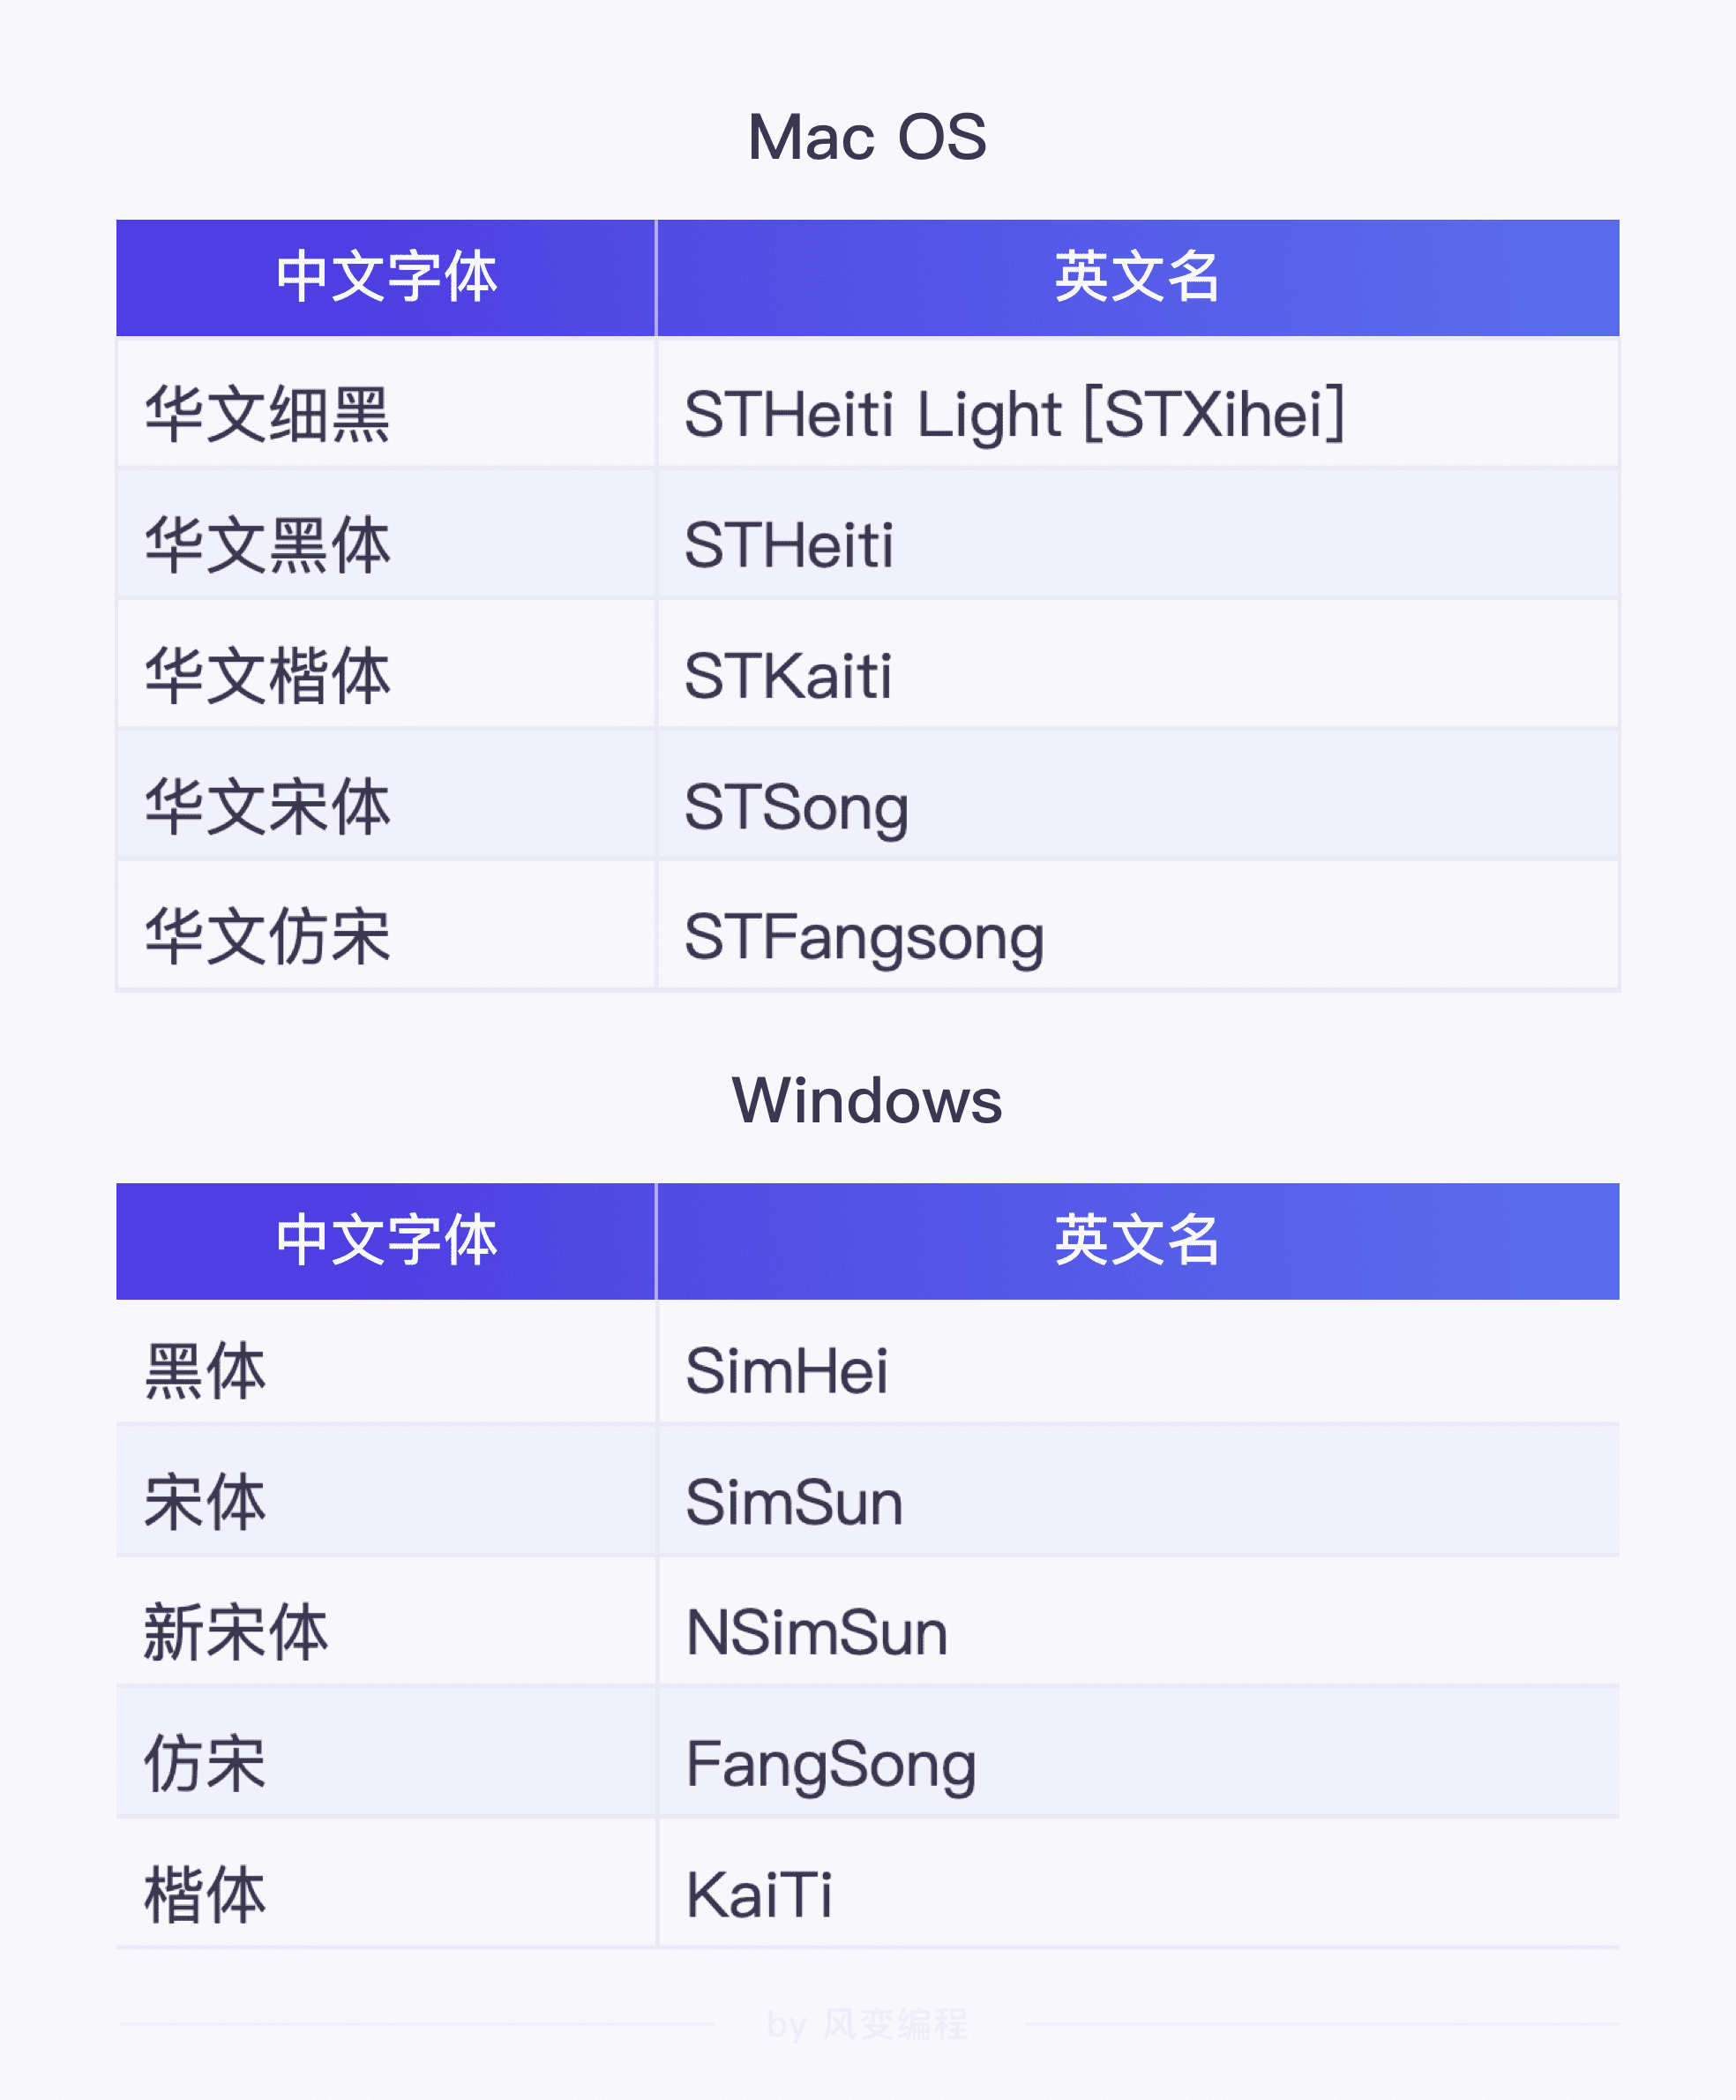 Mac OS
中文字体 英文名
华文细黑 STHeiti Light [STXihei]
华文黑体 STHeiti
华文楷体 STKaiti
华文宋体 STSong
华文仿宋 STFangsong
Windows
中文字体 英文名
黑体 SimHei
宋体 SimSun
新宋体 NSimSun
仿宋 FangSong
楷体 KaiTi
by 风变编程